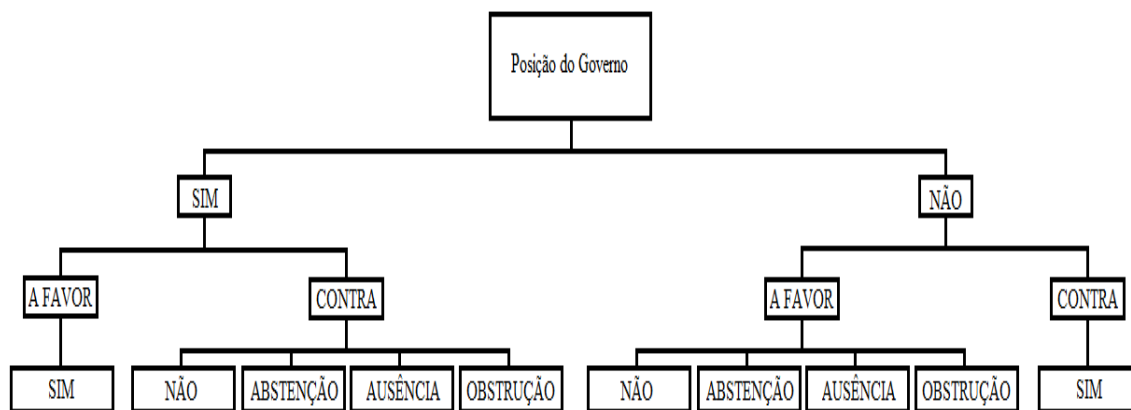 Posição do Governo
SIM
NÃO
A FAVOR
CONTRA
A FAVOR
CONTRA
SIM
NÃO
ABSTENÇÃO
AUSÊNCIA
OBSTRUÇÃO
NÃO
ABSTENÇÃO
AUSÊNCIA
OBSTRUÇÃO
SIM